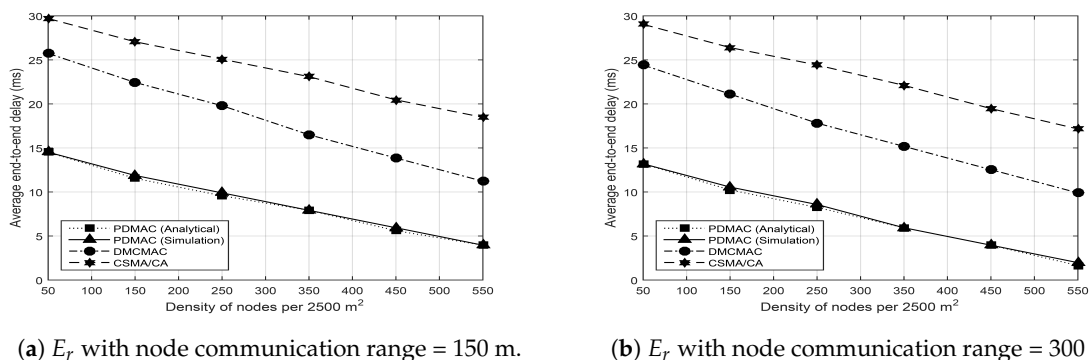 30
25
20
15
10
5
0
Average end-to-end delay (ms)
PDMAC (Analytical)
PDMAC (Simulation)
DMCMAC
CSMA/CA
50 100 150 200 250 300 350 400 450 500 550
Density of nodes per 2500 m²
30
25
20
15
10
5
0
Average end-to-end delay (ms)
PDMAC (Analytical)
PDMAC (Simulation)
DMCMAC
CSMA/CA
50 100 150 200 250 300 350 400 450 500 550
Density of nodes per 2500 m²
(a) Eᵣ with node communication range = 150 m.
(b) Eᵣ with node communication range = 300